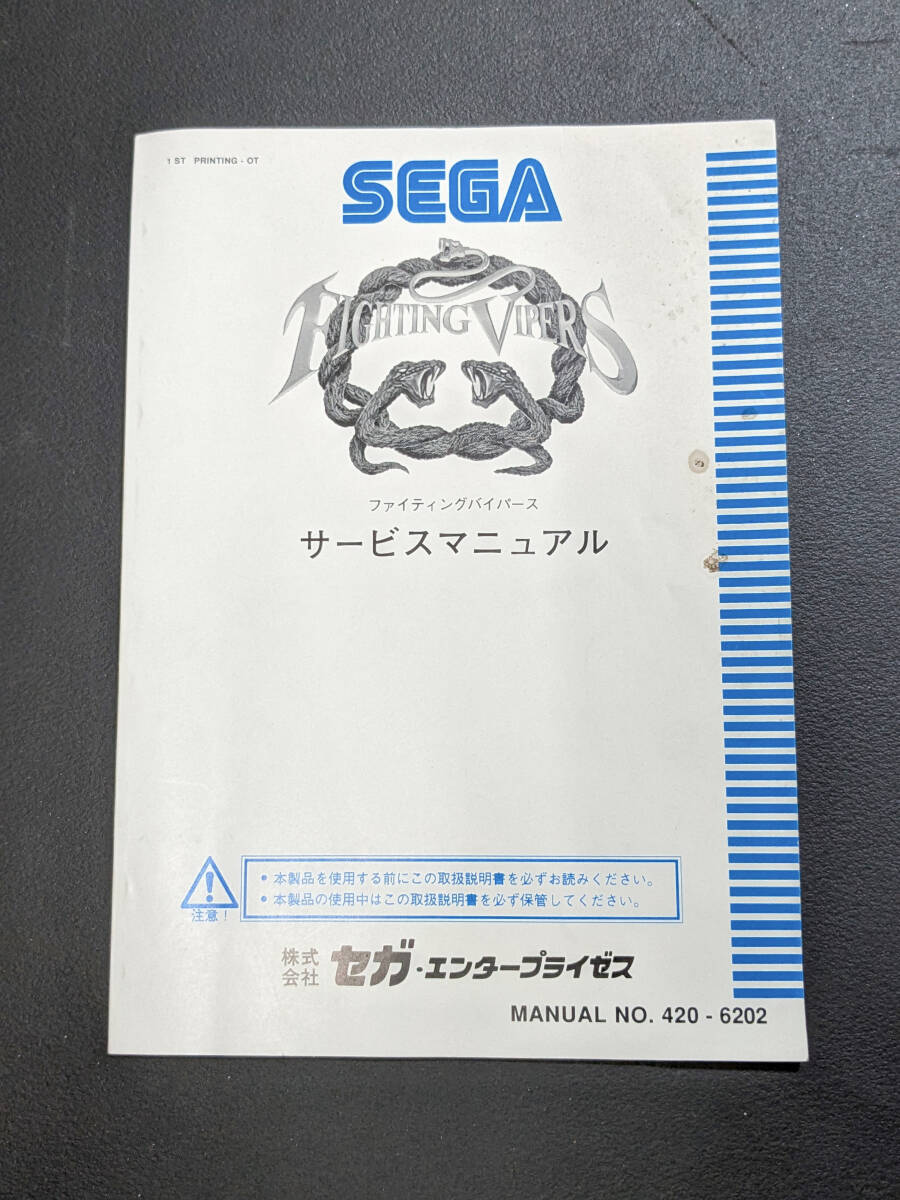 1 ST PRINTING - OT
SEGA
FIGHTING VIPERS
ファイティングバイパース
サービスマニュアル
• 本製品を使用する前にこの取扱説明書を必ずお読みください。
• 本製品の使用中はこの取扱説明書を必ず保管してください。
注意!
株式会社 セガ・エンタープライゼス
MANUAL NO. 420 - 6202